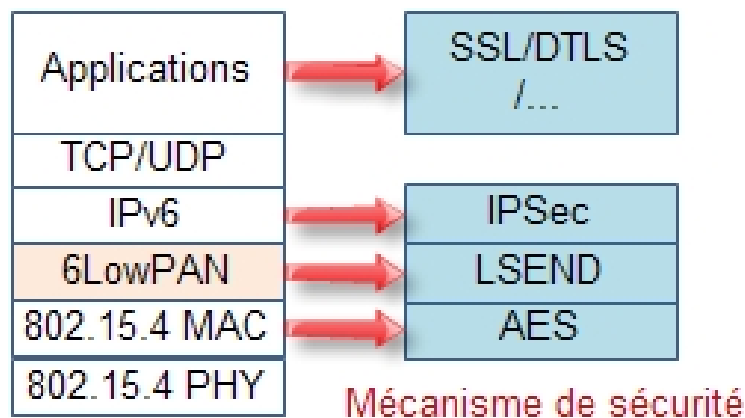 Applications
SSL/DTLS
/...
TCP/UDP
IPv6
IPSec
6LowPAN
LSEND
802.15.4 MAC
AES
802.15.4 PHY
Mécanisme de sécurité